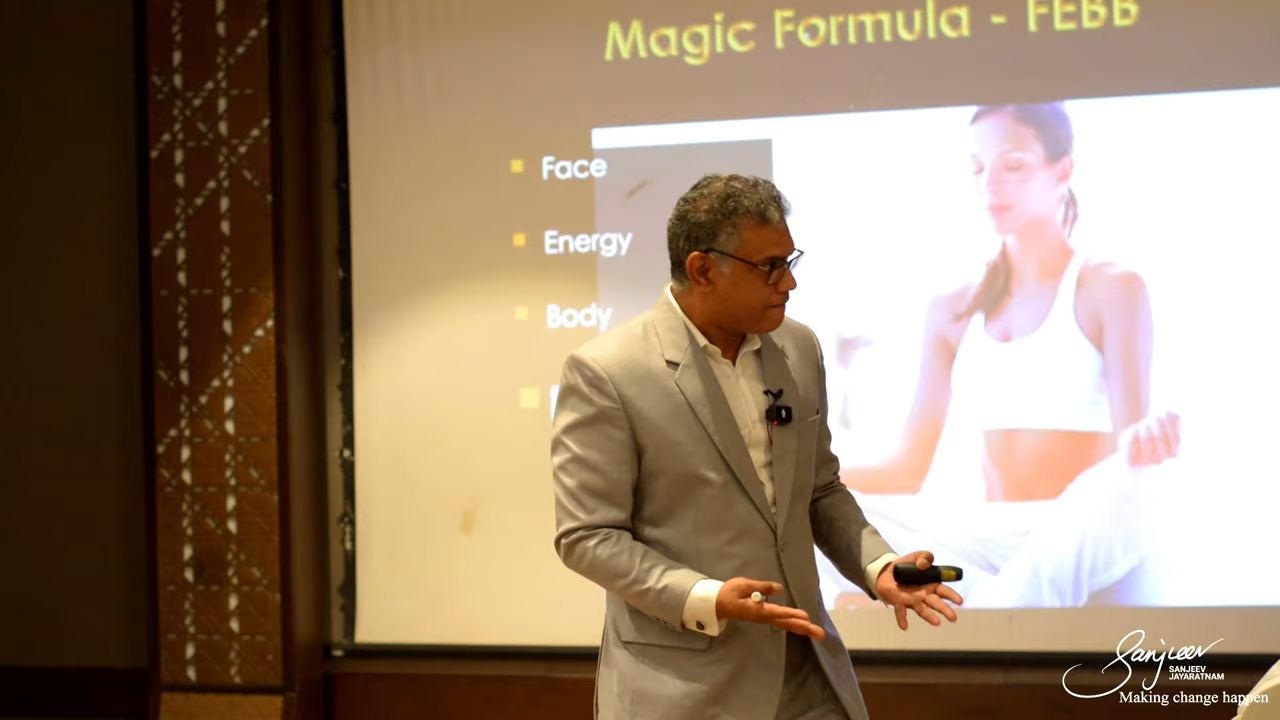 Magic Formula - FEBB
Face
Energy
Body
Sanjeev
SANJEEV
JAYARATNAM
Making change happen